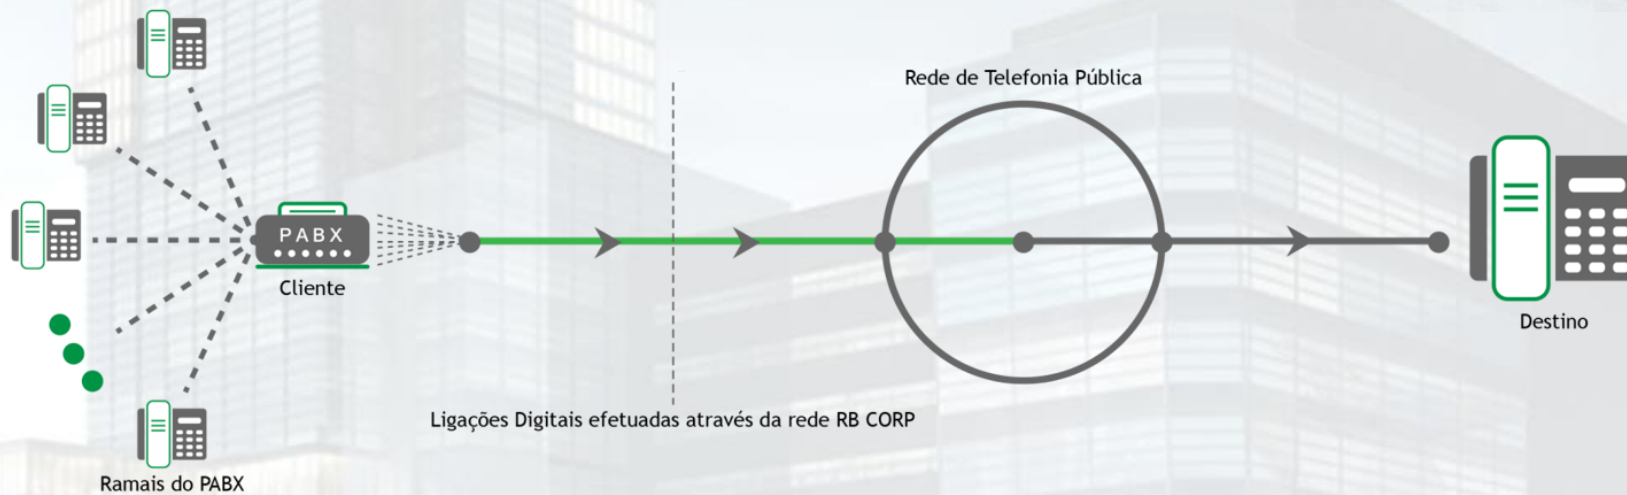 Rede de Telefonia Pública
PABX
Cliente
Destino
Ligações Digitais efetuadas através da rede RB CORP
Ramais do PABX